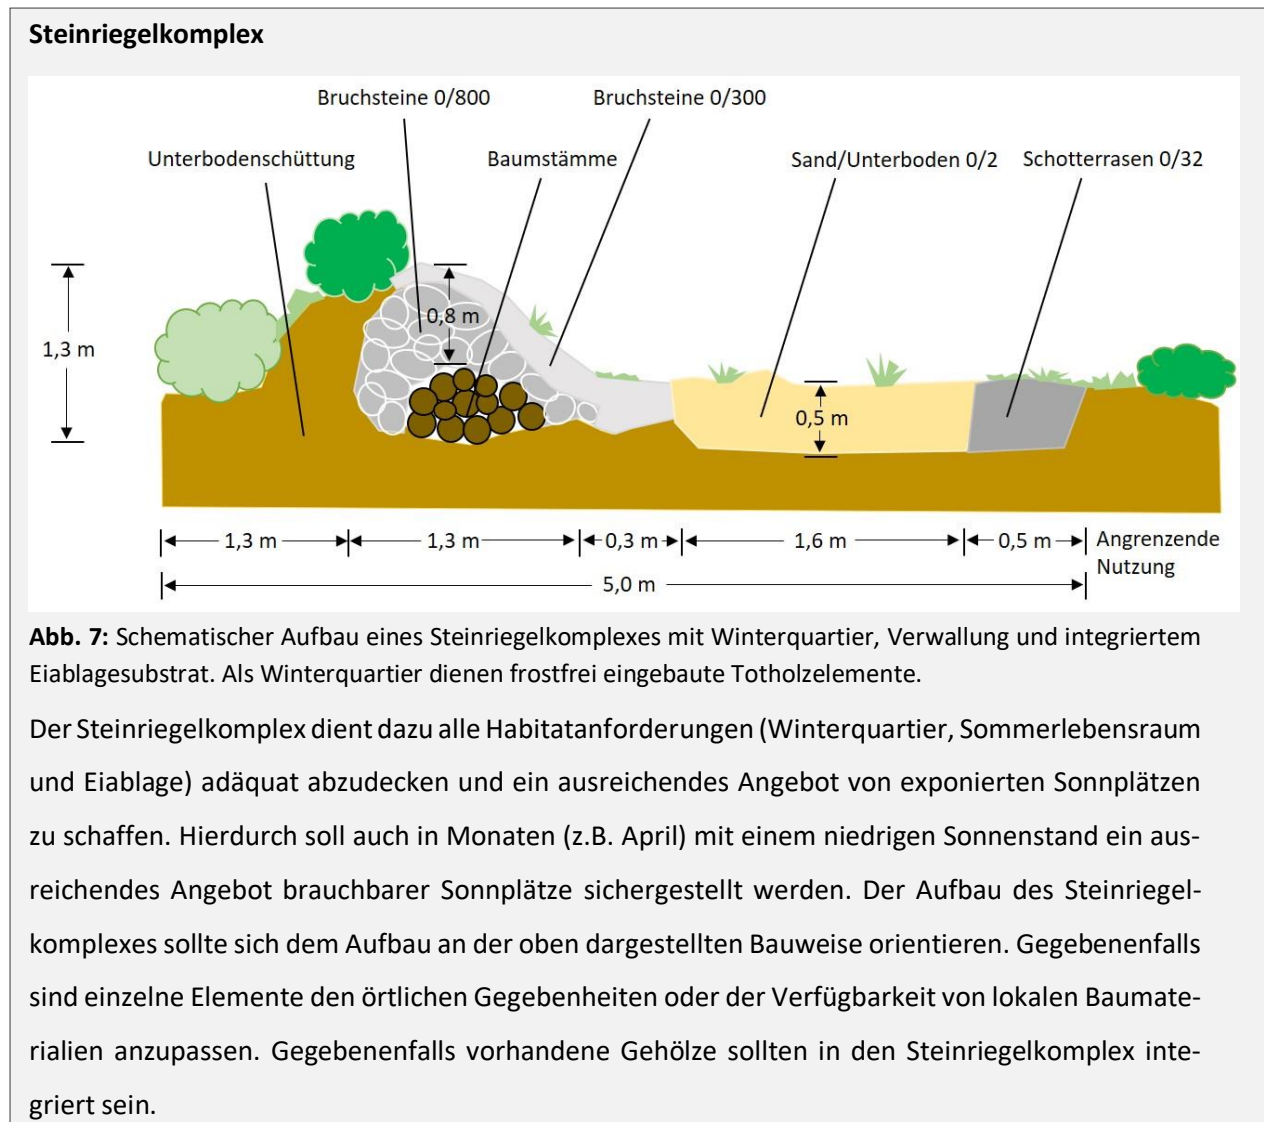 Steinriegelkomplex
Bruchsteine 0/800
Bruchsteine 0/300
Unterbodenschüttung
Baumstämme
Sand/Unterboden 0/2
Schotterrasen 0/32
0,8 m
1,3 m
0,5 m
1,3 m
1,3 m
0,3 m
1,6 m
0,5 m
Angrenzende
Nutzung
5,0 m
Abb. 7: Schematischer Aufbau eines Steinriegelkomplexes mit Winterquartier, Verwallung und integriertem
Eiablagesubstrat. Als Winterquartier dienen frostfrei eingebaute Totholzelemente.
Der Steinriegelkomplex dient dazu alle Habitatanforderungen (Winterquartier, Sommerlebensraum
und Eiablage) adäquat abzudecken und ein ausreichendes Angebot von exponierten Sonnplätzen
zu schaffen. Hierdurch soll auch in Monaten (z.B. April) mit einem niedrigen Sonnenstand ein aus-
reichendes Angebot brauchbarer Sonnplätze sichergestellt werden. Der Aufbau des Steinriegel-
komplexes sollte sich dem Aufbau an der oben dargestellten Bauweise orientieren. Gegebenenfalls
sind einzelne Elemente den örtlichen Gegebenheiten oder der Verfügbarkeit von lokalen Baumate-
rialien anzupassen. Gegebenenfalls vorhandene Gehölze sollten in den Steinriegelkomplex inte-
griert sein.